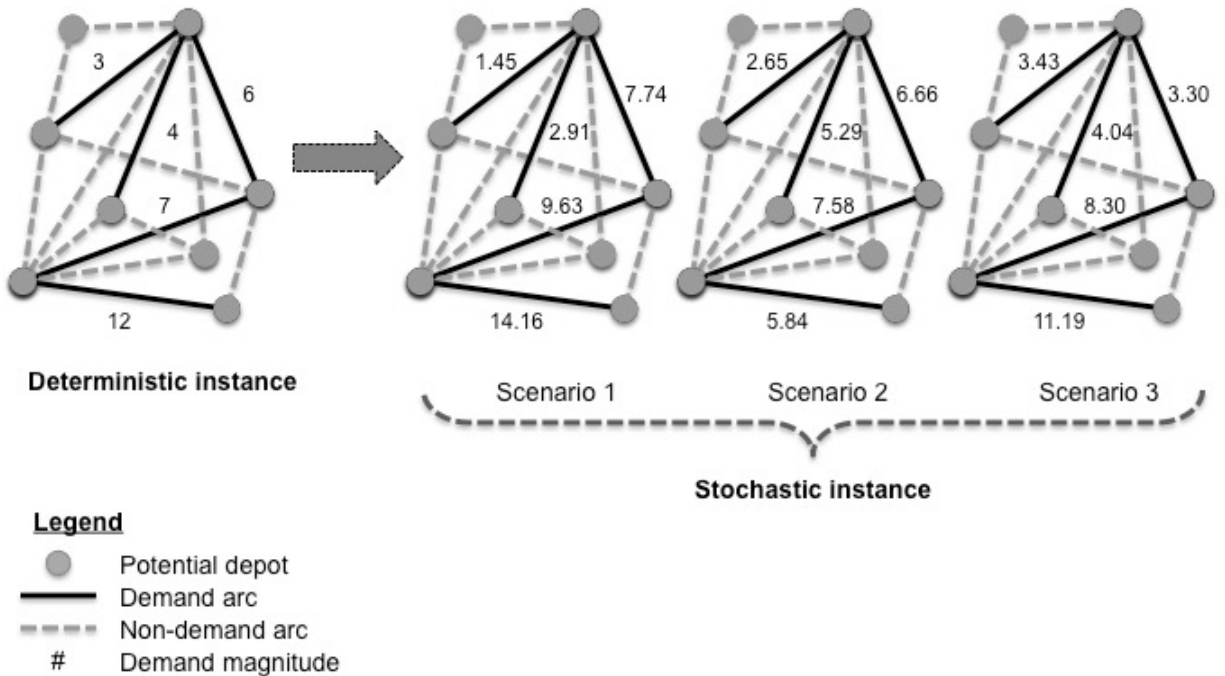 3
6
4
7
12
1.45
7.74
2.91
9.63
14.16
2.65
6.66
5.29
7.58
5.84
3.43
3.30
4.04
8.30
11.19
Deterministic instance
Scenario 1
Scenario 2
Scenario 3
Stochastic instance
Legend
Potential depot
Demand arc
Non-demand arc
# Demand magnitude